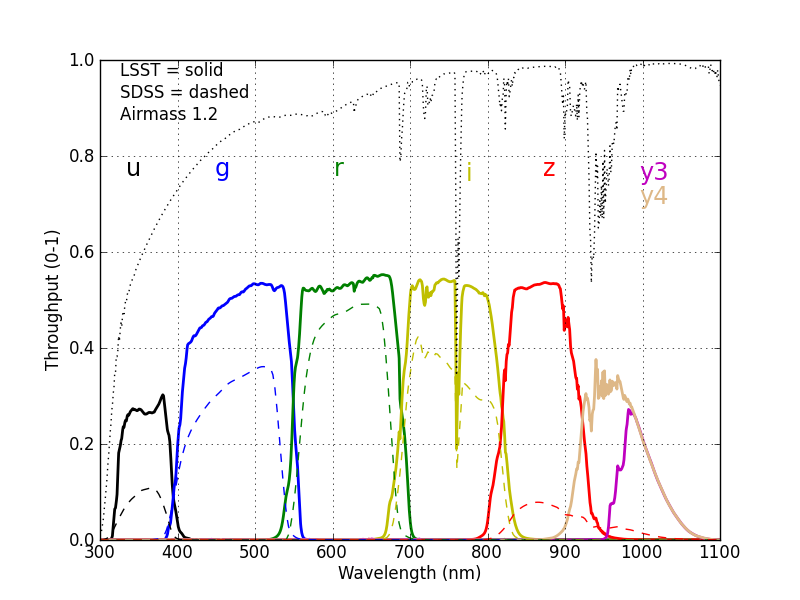 1.0
LSST = solid
SDSS = dashed
Airmass 1.2
0.8
u
g
r
i
z
y3
y4
0.6
Throughput (0-1)
0.4
0.2
0.0
300 400 500 600 700 800 900 1000 1100
Wavelength (nm)